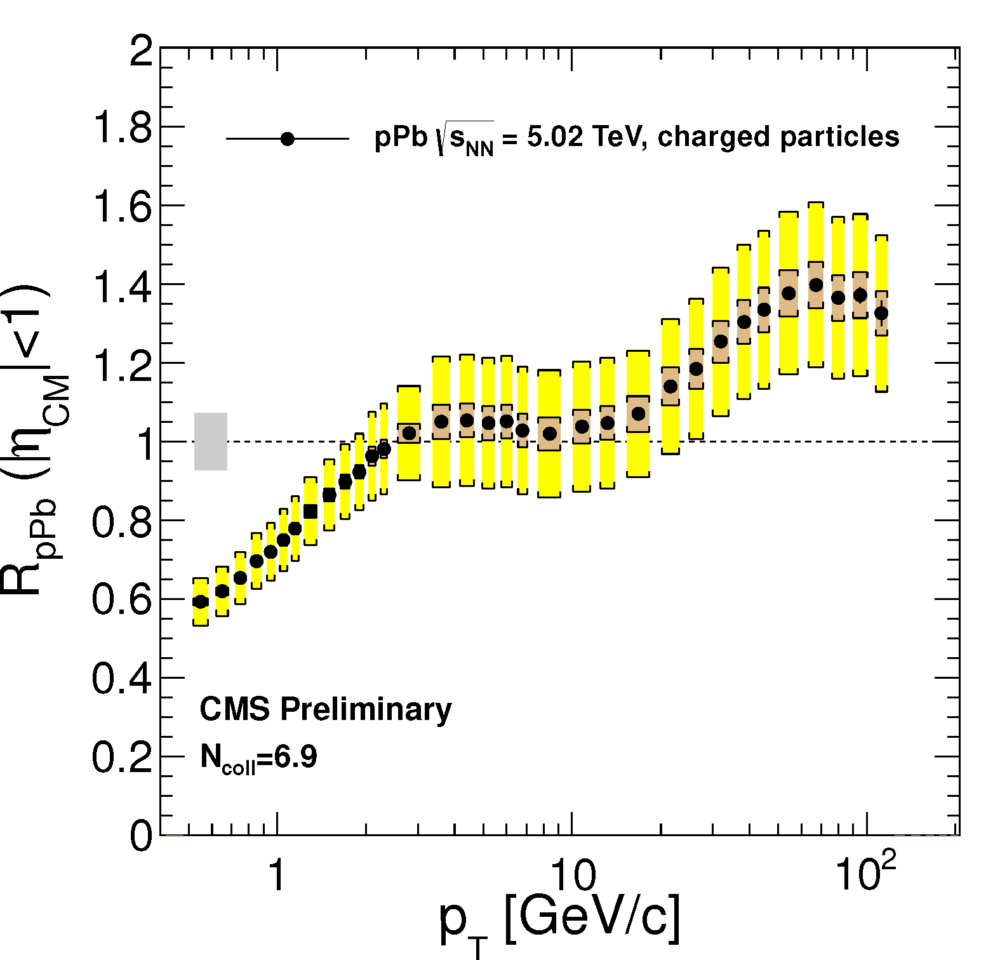 2
1.8
1.6
1.4
1.2
1
0.8
0.6
0.4
0.2
0
pPb √sNN = 5.02 TeV, charged particles
RpPb (|ηCM|<1)
CMS Preliminary
Ncoll=6.9
1 10 10²
pT [GeV/c]